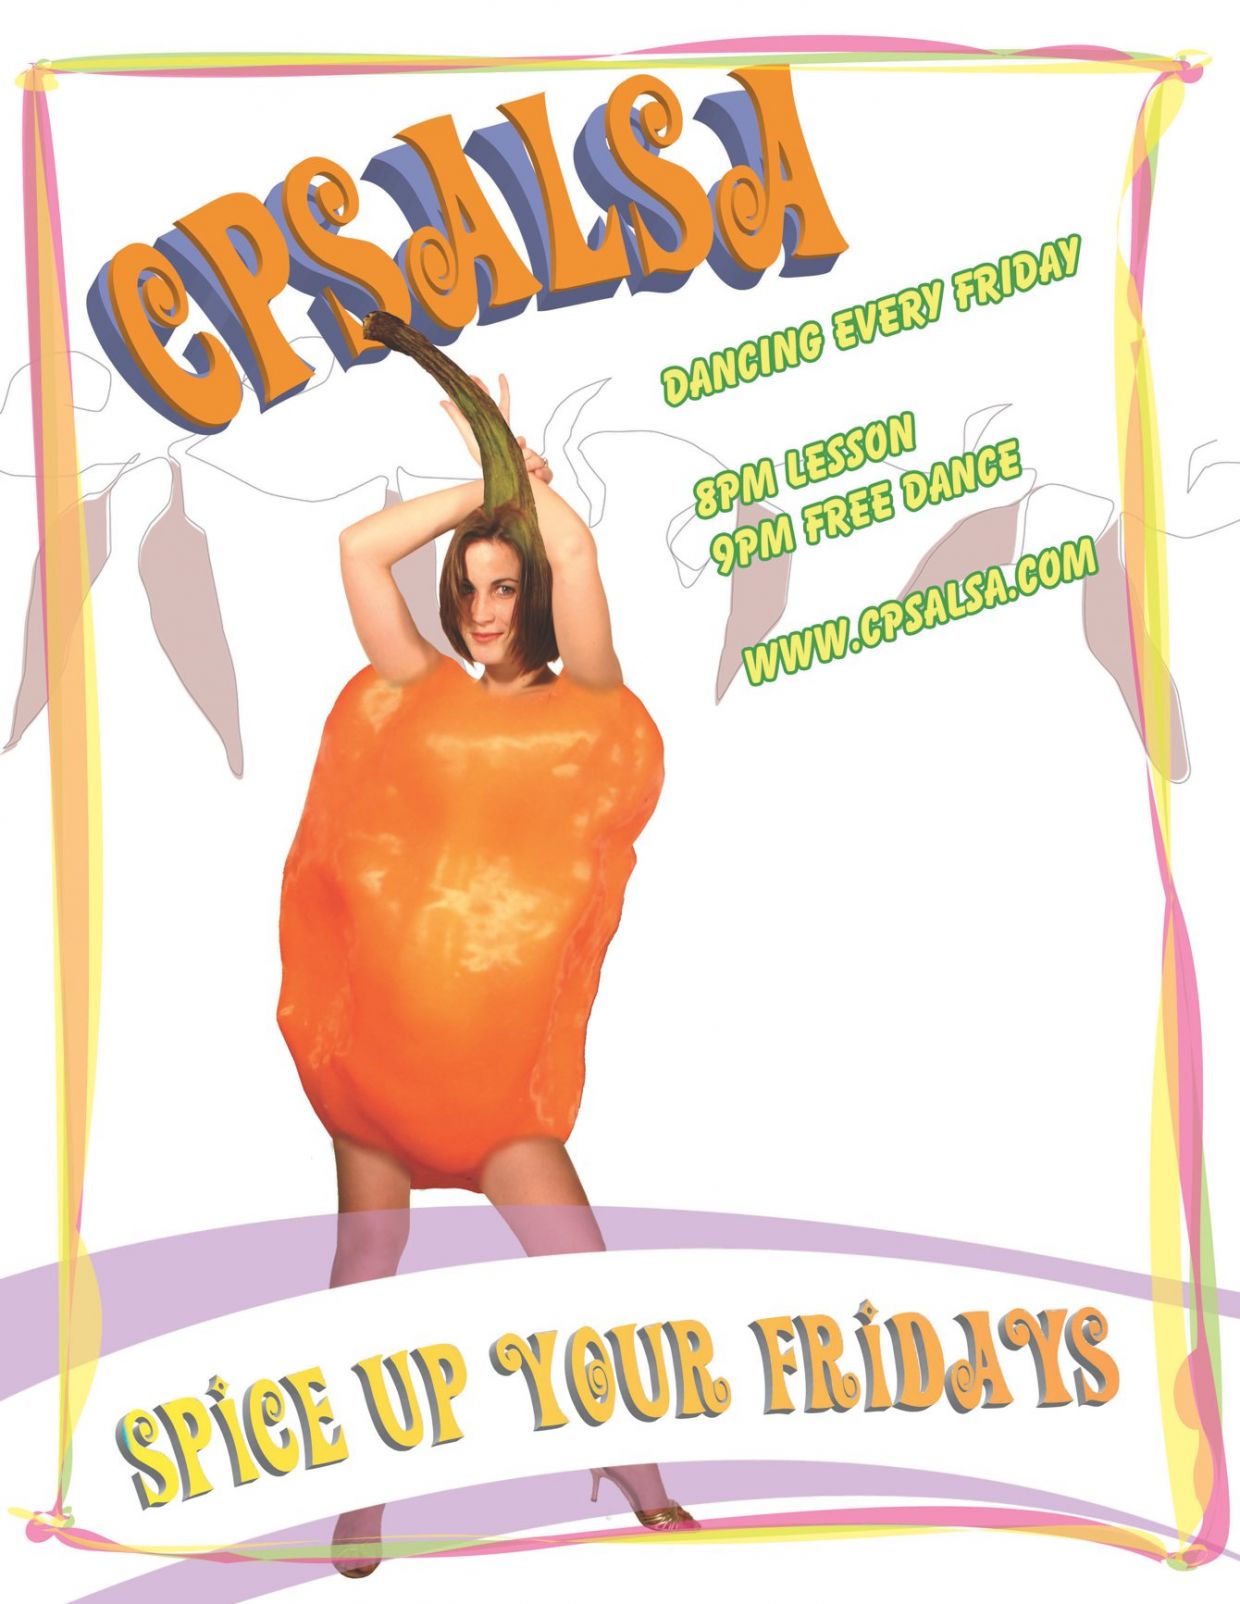 CPSALSA
DANCING EVERY FRIDAY
8PM LESSON
9PM FREE DANCE
WWW.CPSALSA.COM
SPiCE UP YOUR FRiDAYS